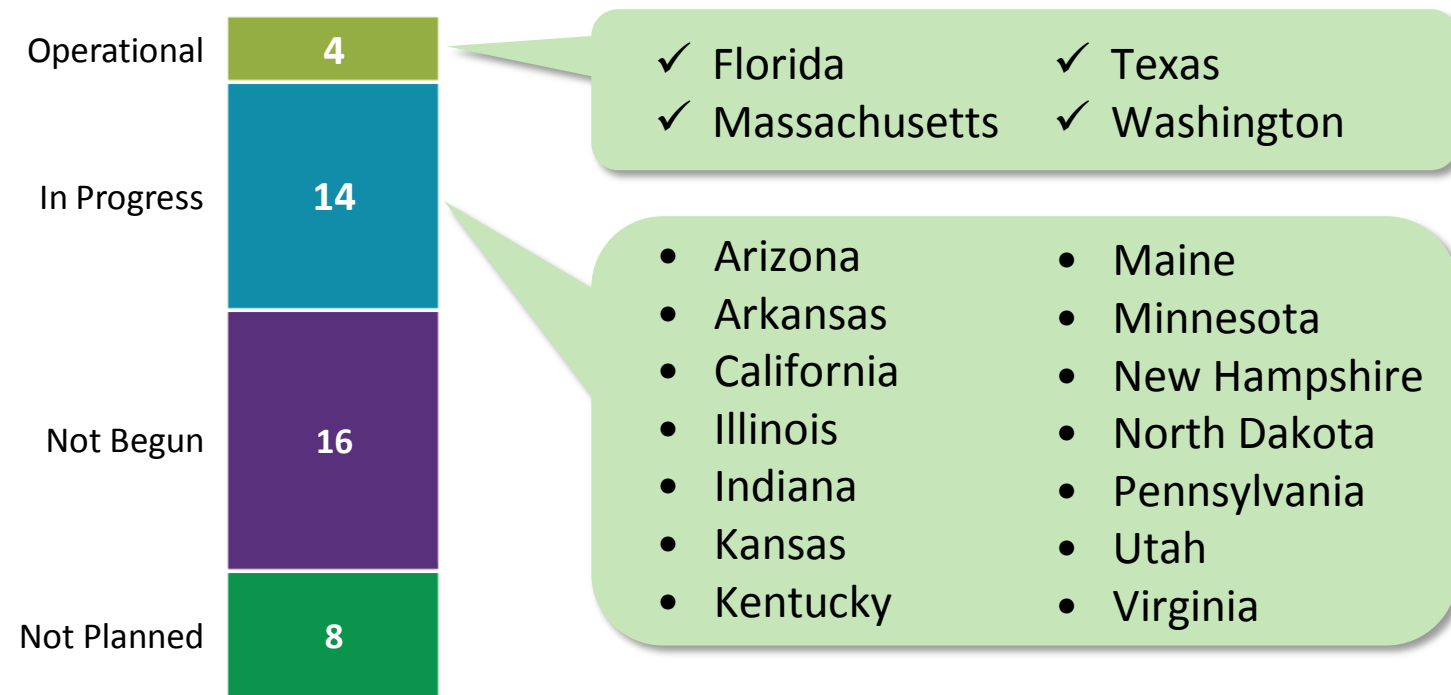 Operational
4
✓ Florida
✓ Massachusetts
✓ Texas
✓ Washington
In Progress
14
• Arizona
• Arkansas
• California
• Illinois
• Indiana
• Kansas
• Kentucky
• Maine
• Minnesota
• New Hampshire
• North Dakota
• Pennsylvania
• Utah
• Virginia
Not Begun
16
Not Planned
8